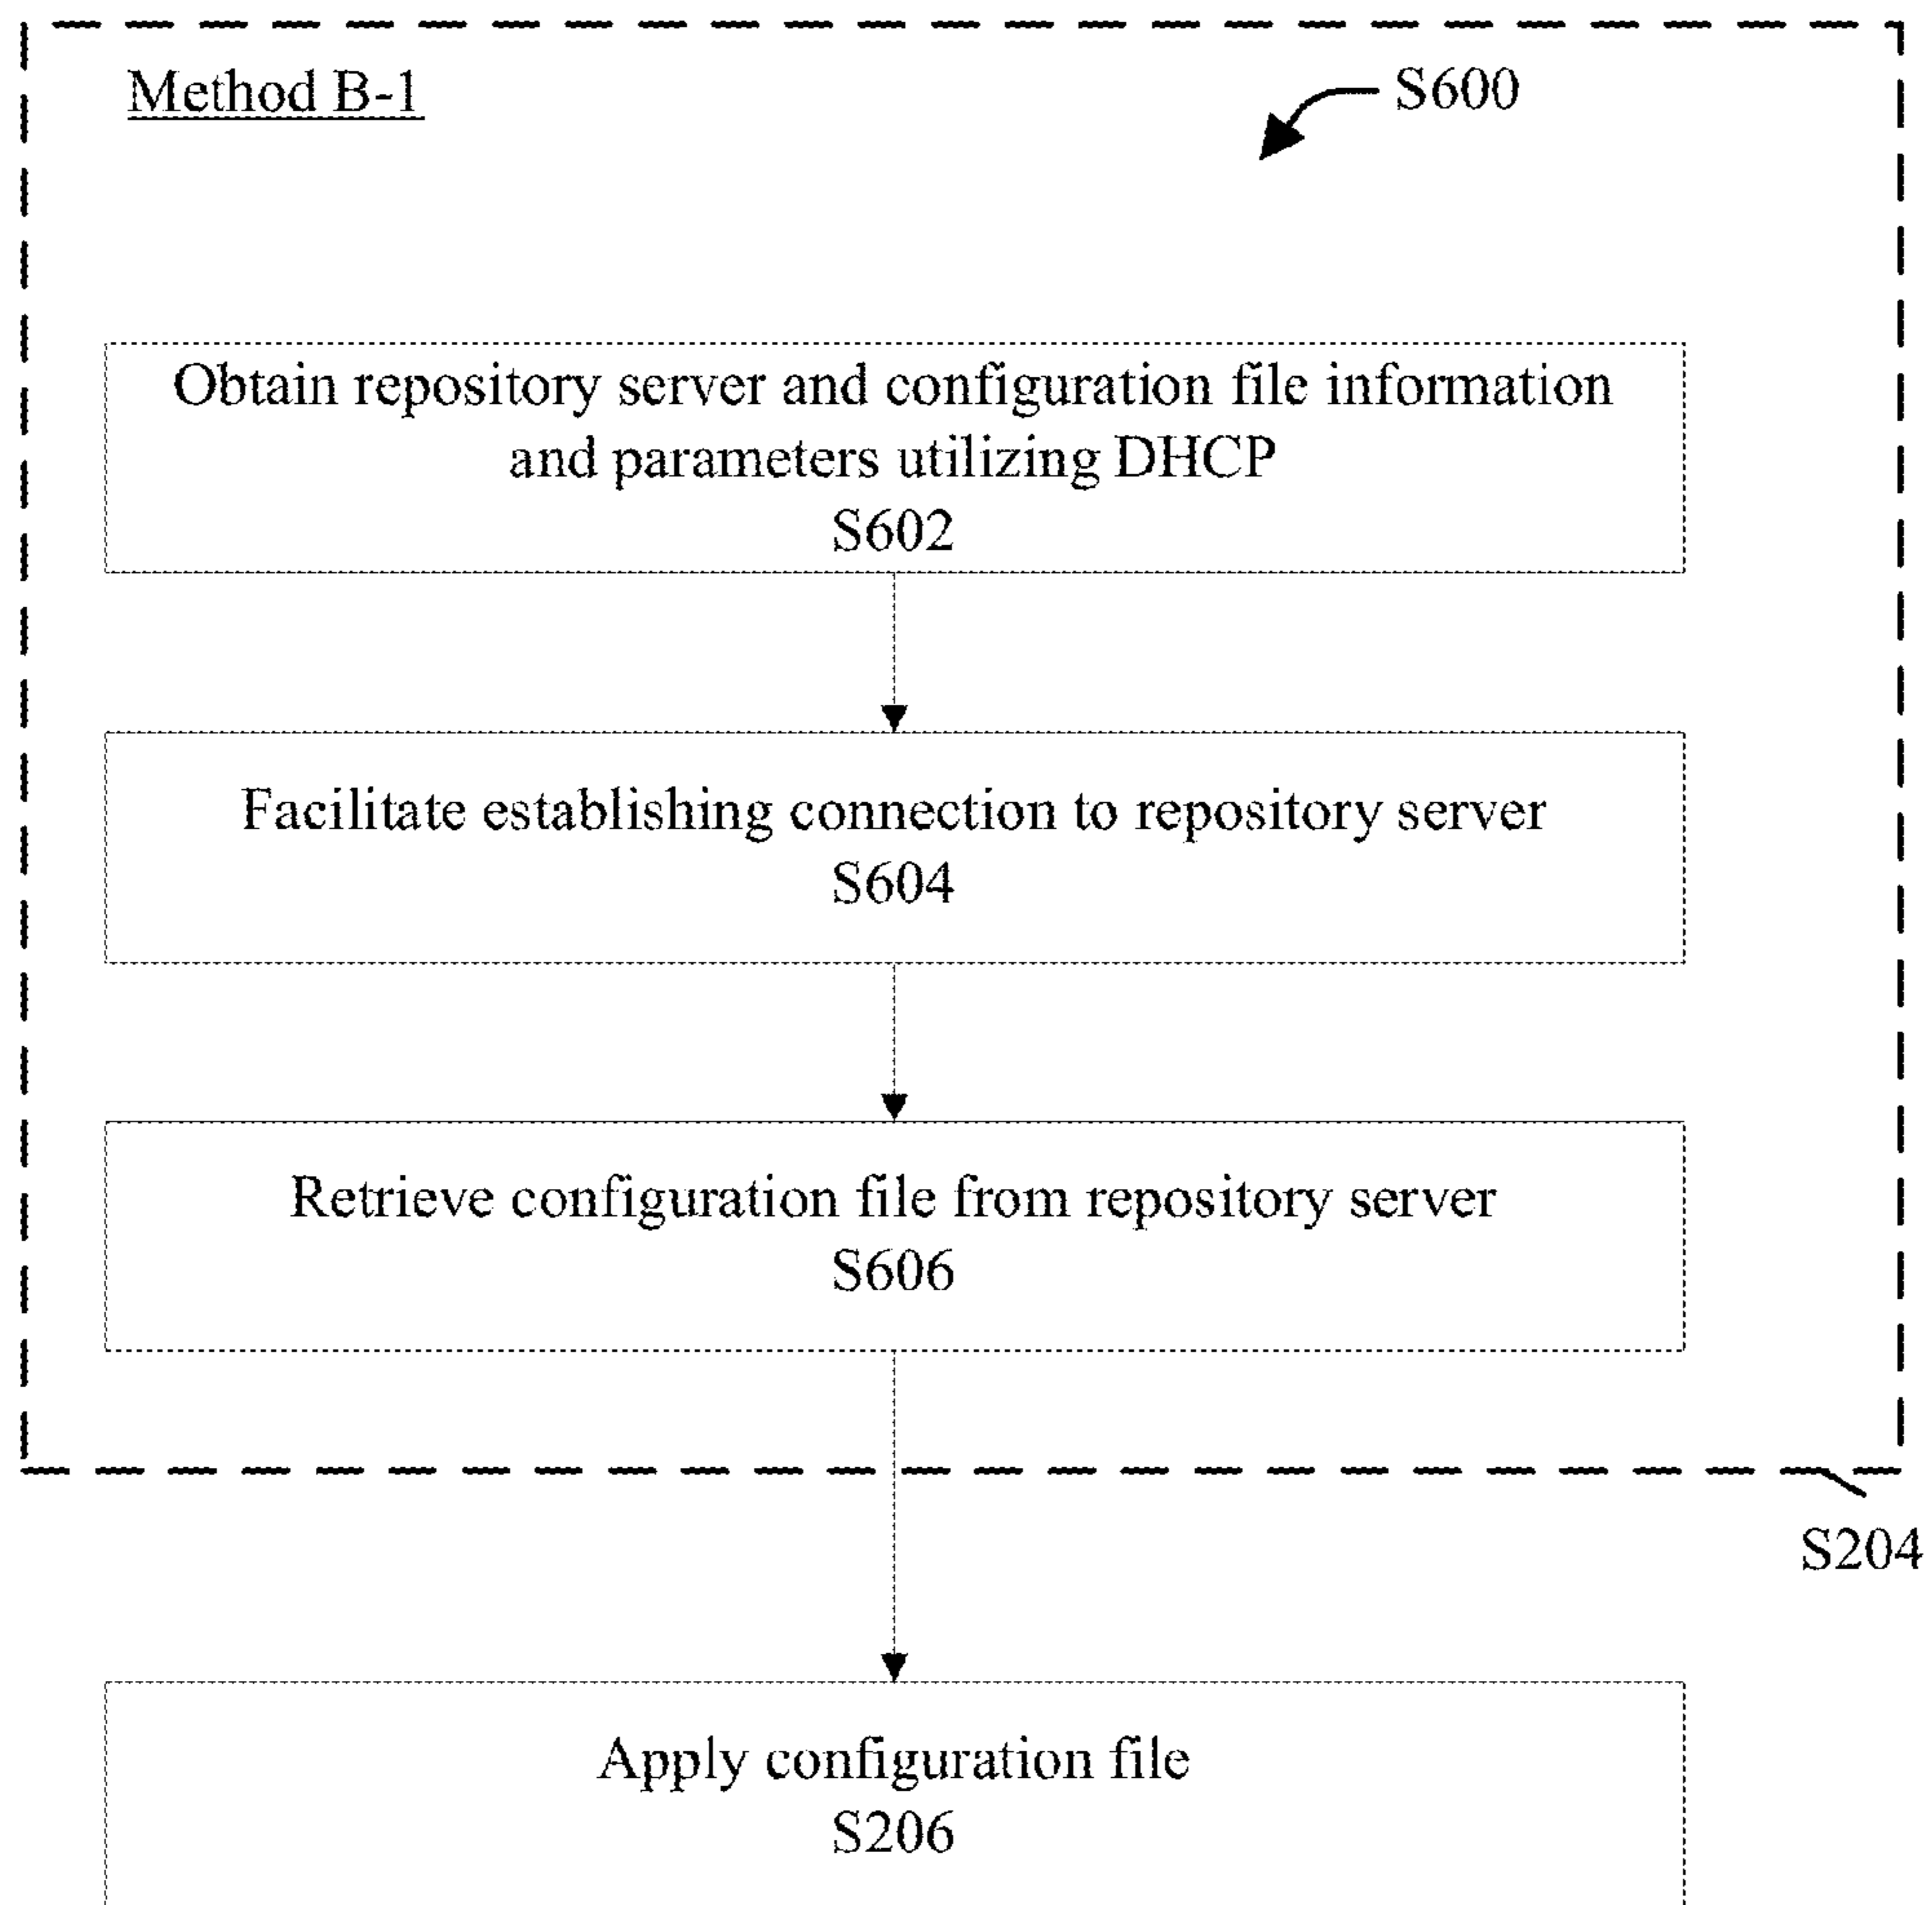 Method B-1
S600
Obtain repository server and configuration file information
and parameters utilizing DHCP
S602
Facilitate establishing connection to repository server
S604
Retrieve configuration file from repository server
S606
S204
Apply configuration file
S206